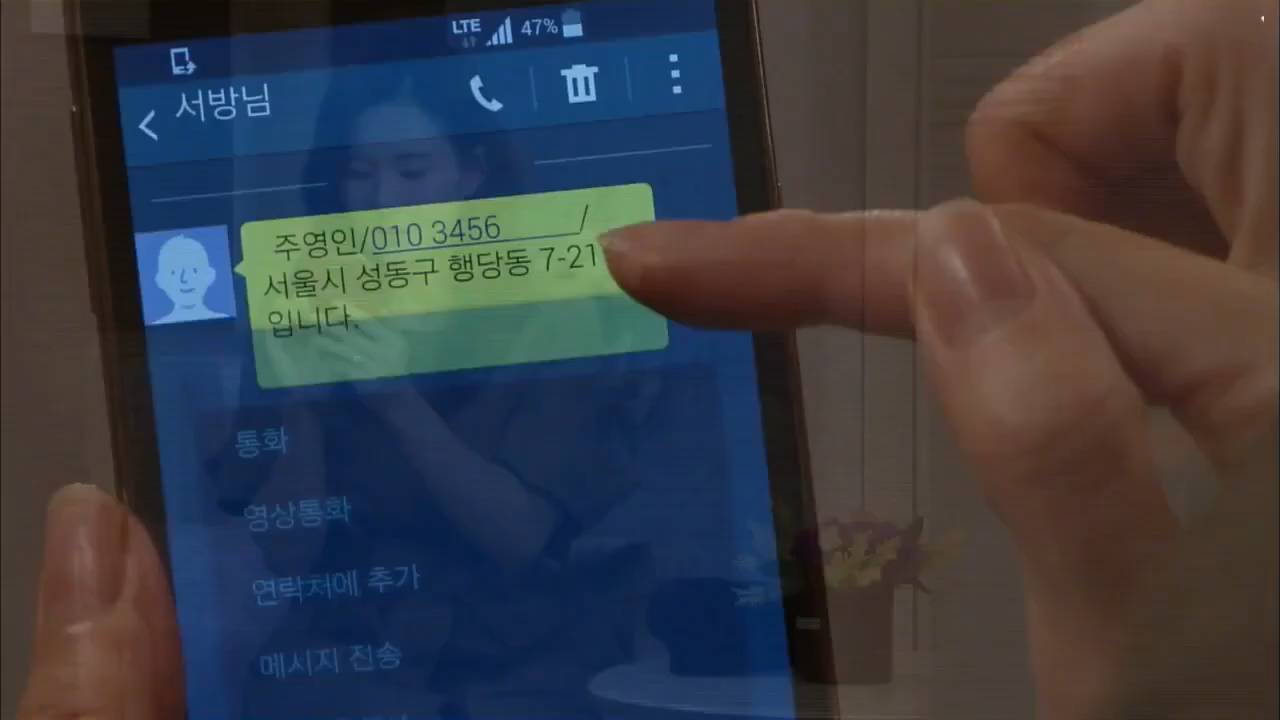 LTE 47%
서방님
주영인/010 3456 /
서울시 성동구 행당동 7-21
입니다.
통화
영상통화
연락처에 추가
메시지 전송